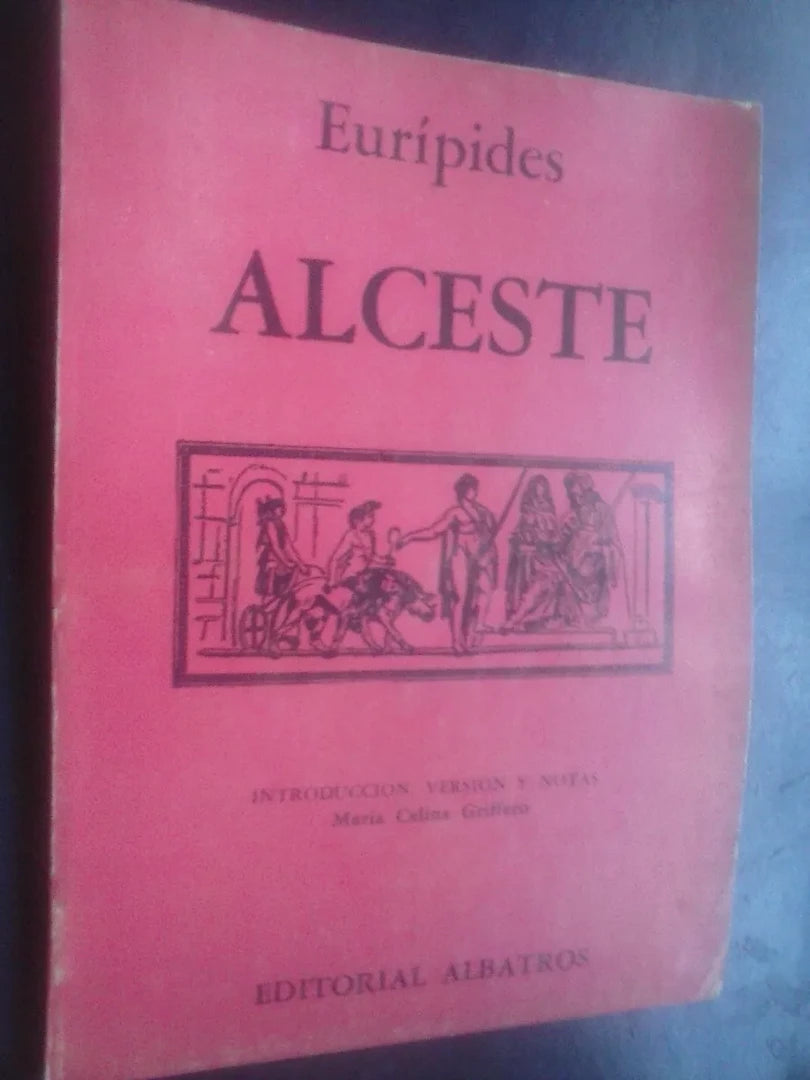 Eurípides
ALCESTE
INTRODUCCION VERSION Y NOTAS
María Celina Griffero
EDITORIAL ALBATROS